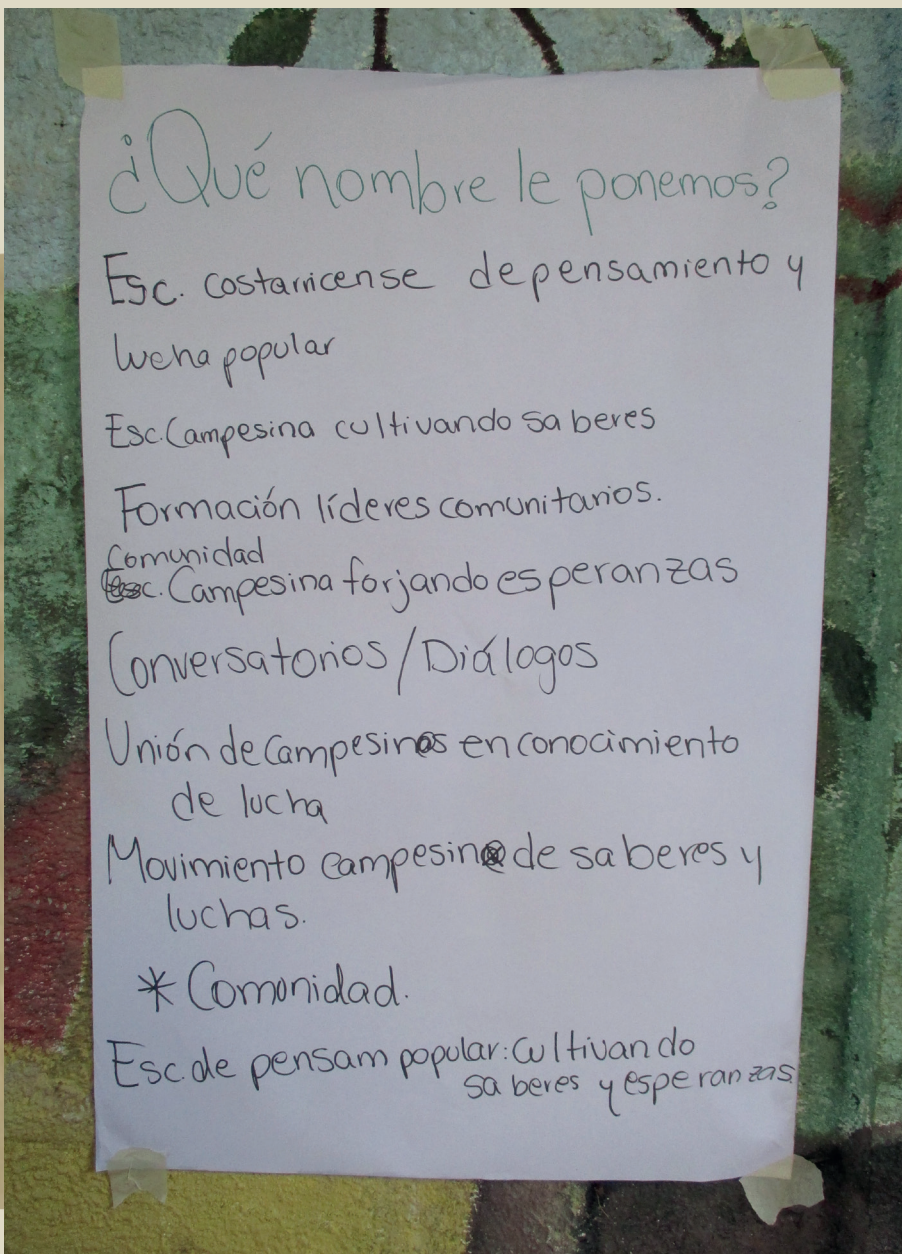 ¿Qué nombre le ponemos?
Esc. costarricense de pensamiento y
lucha popular
Esc. Campesina cultivando saberes
Formación líderes comunitarios.
Comunidad
Esc. Campesina forjando esperanzas
Conversatorios / Diálogos
Unión de campesinos en conocimiento
de lucha
Movimiento campesin@ de saberes y
luchas.
* Comunidad.
Esc. de pensam popular: cultivando
saberes y esperanzas.